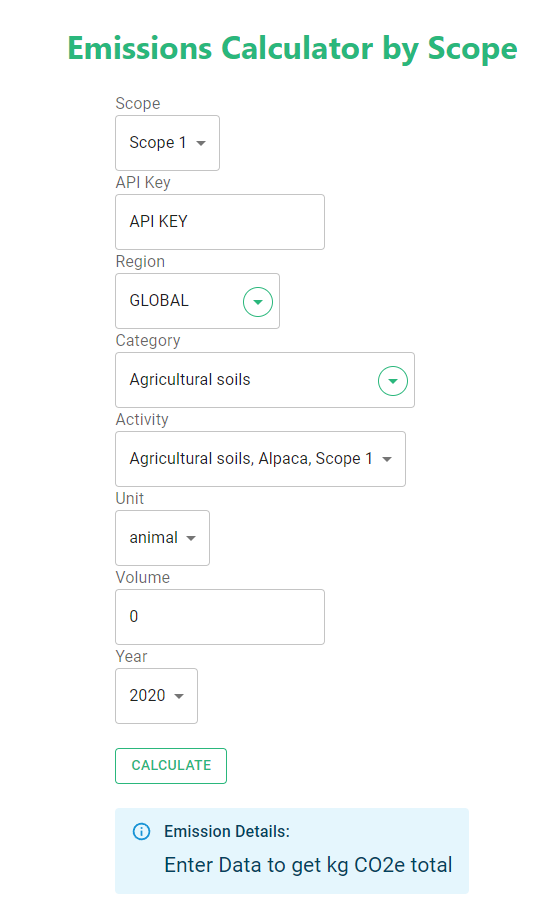 Emissions Calculator by Scope
Scope
Scope 1
API Key
API KEY
Region
GLOBAL
Category
Agricultural soils
Activity
Agricultural soils, Alpaca, Scope 1
Unit
animal
Volume
0
Year
2020
CALCULATE
Emission Details:
Enter Data to get kg CO2e total